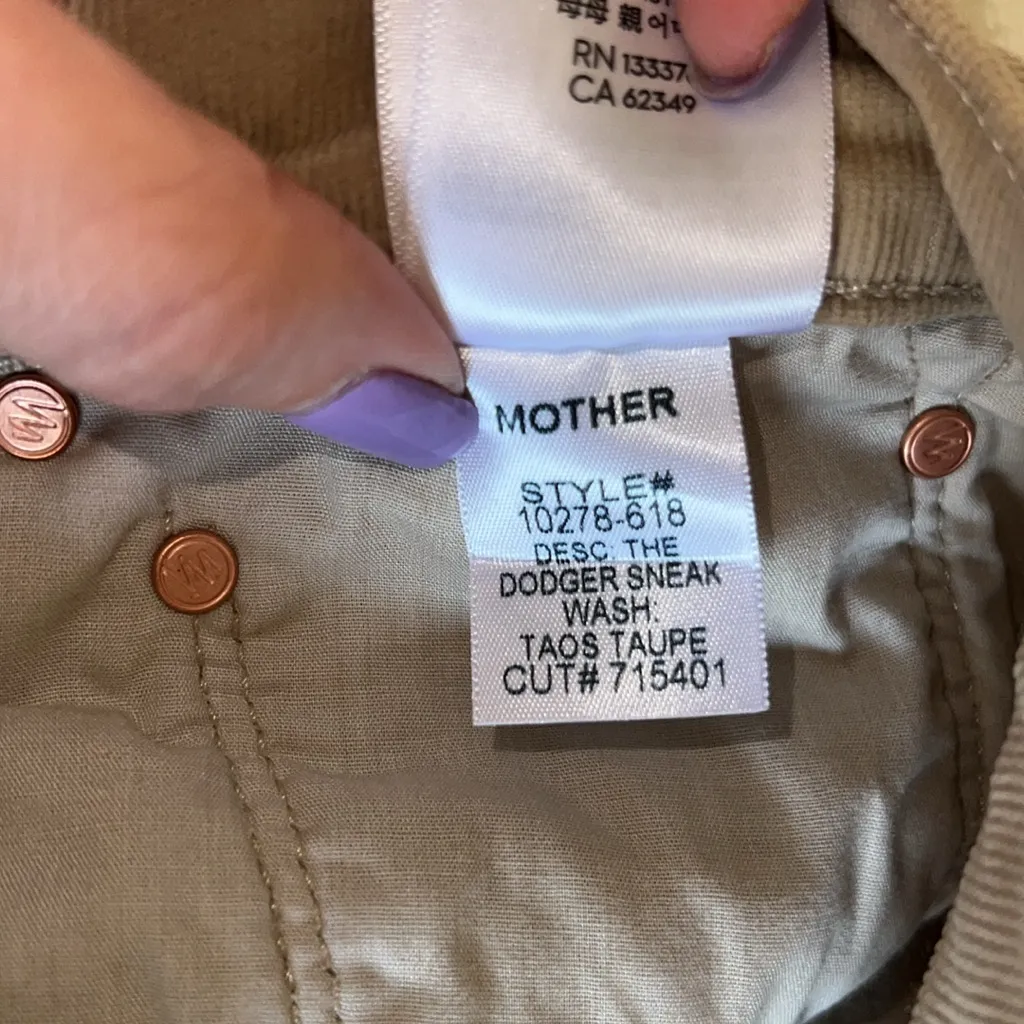 RN 13337
CA 62349
MOTHER
STYLE#
10278-618
DESC: THE
DODGER SNEAK
WASH:
TAOS TAUPE
CUT# 715401